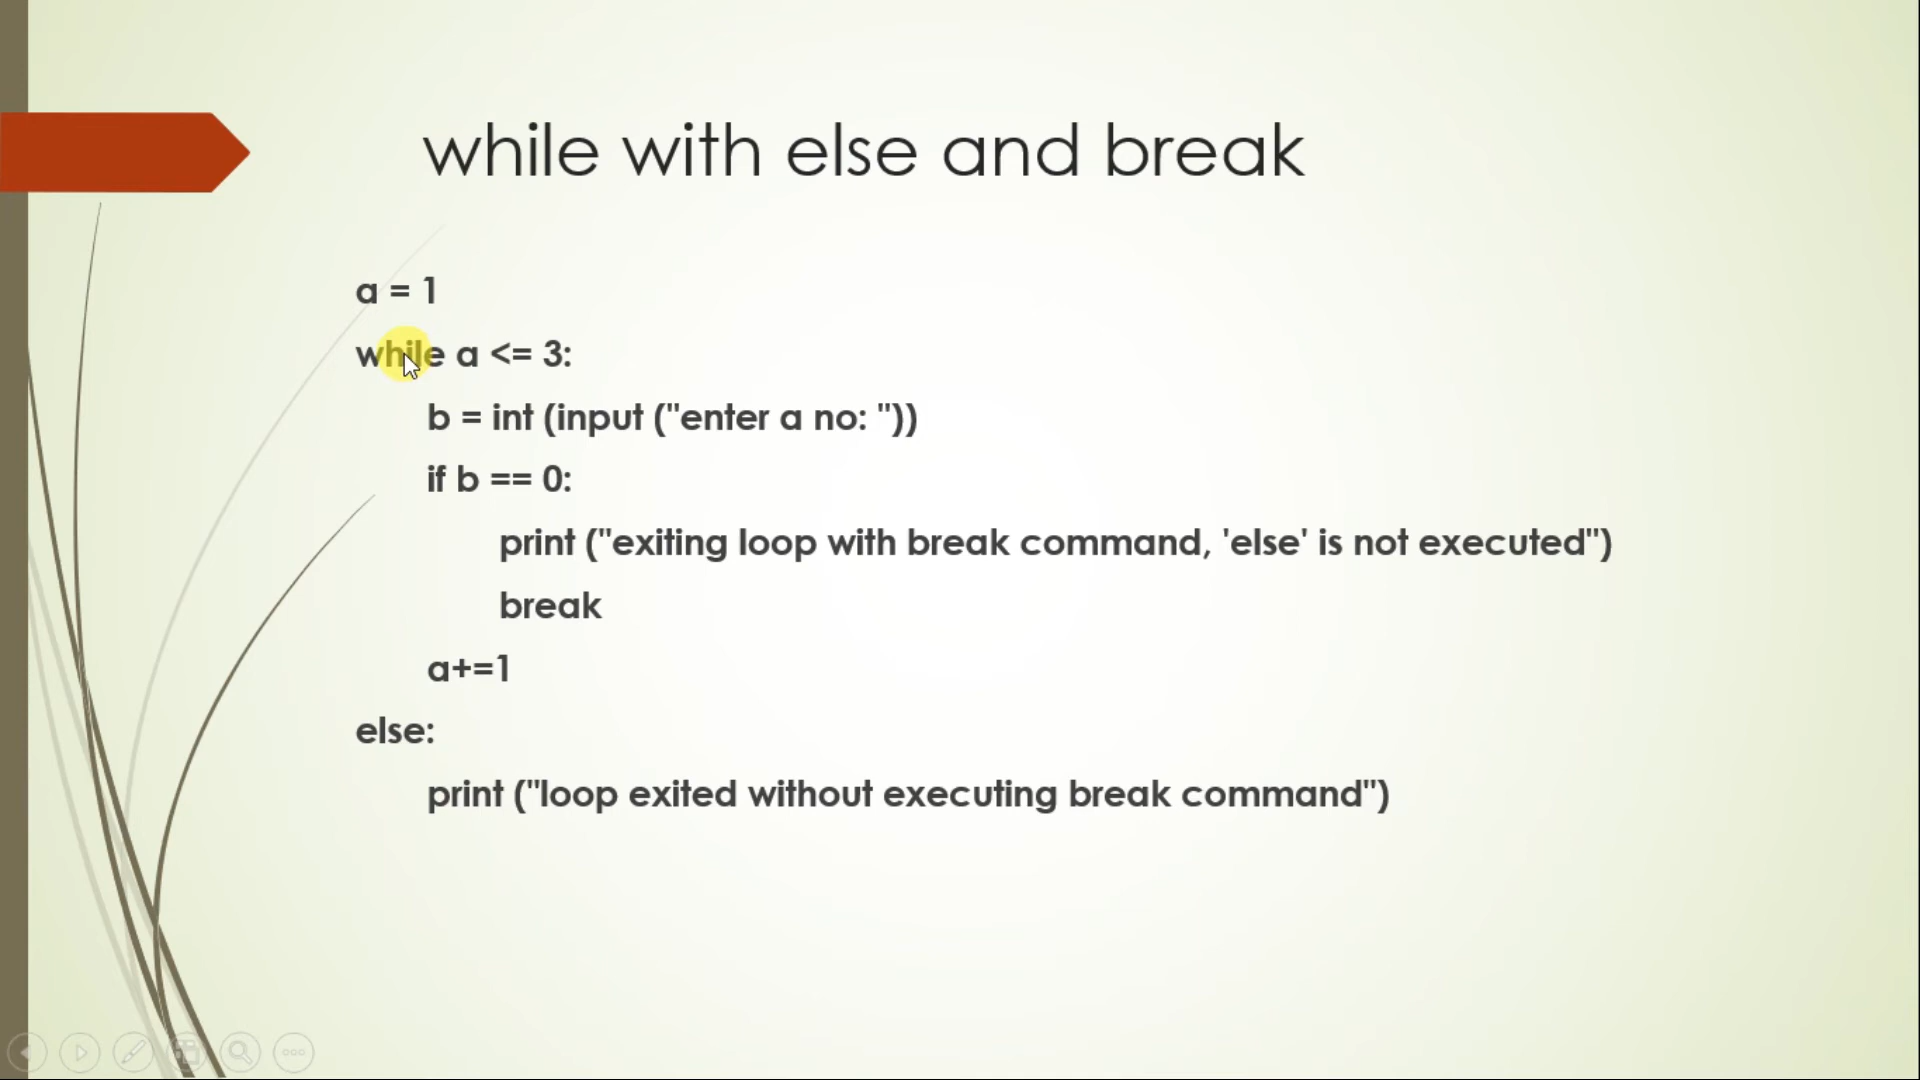 while with else and break
a = 1
while a <= 3:
b = int (input ("enter a no: "))
if b == 0:
print ("exiting loop with break command, 'else' is not executed")
break
a+=1
else:
print ("loop exited without executing break command")